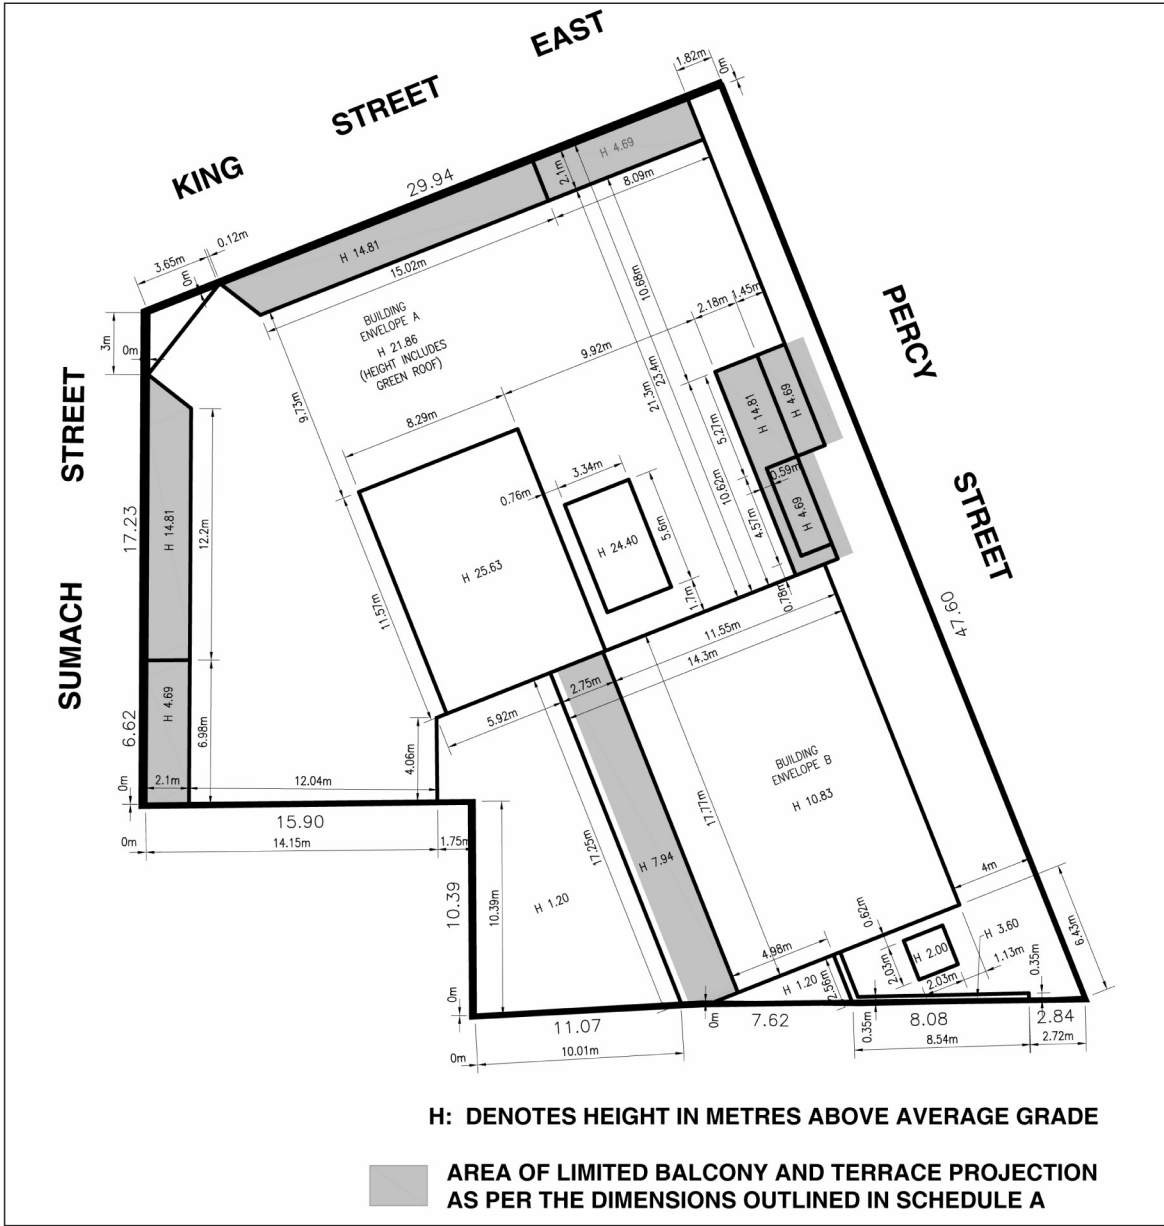 EAST
STREET
KING
1.82m
0m
29.94
H 4.69
2.1m
8.09m
0.12m
3.65m
0m
H 14.81
15.02m
3m
0m
BUILDING
ENVELOPE A
H 21.86
(HEIGHT INCLUDES
GREEN ROOF)
10.68m
2.18m
1.45m
9.92m
23.4m
21.3m
PERCY
STREET
47.60
STREET
SUMACH
17.23
6.62
H 14.81
12.2m
H 4.69
6.98m
9.73m
8.29m
11.57m
H 25.63
0.76m
3.34m
5.6m
H 24.40
1.7m
5.27m
10.62m
4.57m
H 14.81
H 4.69
0.59m
H 4.69
0.78m
11.55m
14.3m
2.75m
5.92m
4.06m
0m
2.1m
12.04m
15.90
0m
14.15m
1.75m
10.39
10.39m
17.25m
17.77m
BUILDING
ENVELOPE B
H 10.83
H 7.94
H 1.20
4m
0.62m
H 3.60
6.43m
4.98m
H 2.00
1.13m
2.03m
2.03m
0.35m
H 1.20
2.56m
0m
0m
11.07
10.01m
0m
7.62
0.35m
8.08
8.54m
2.84
2.72m
H: DENOTES HEIGHT IN METRES ABOVE AVERAGE GRADE
AREA OF LIMITED BALCONY AND TERRACE PROJECTION
AS PER THE DIMENSIONS OUTLINED IN SCHEDULE A